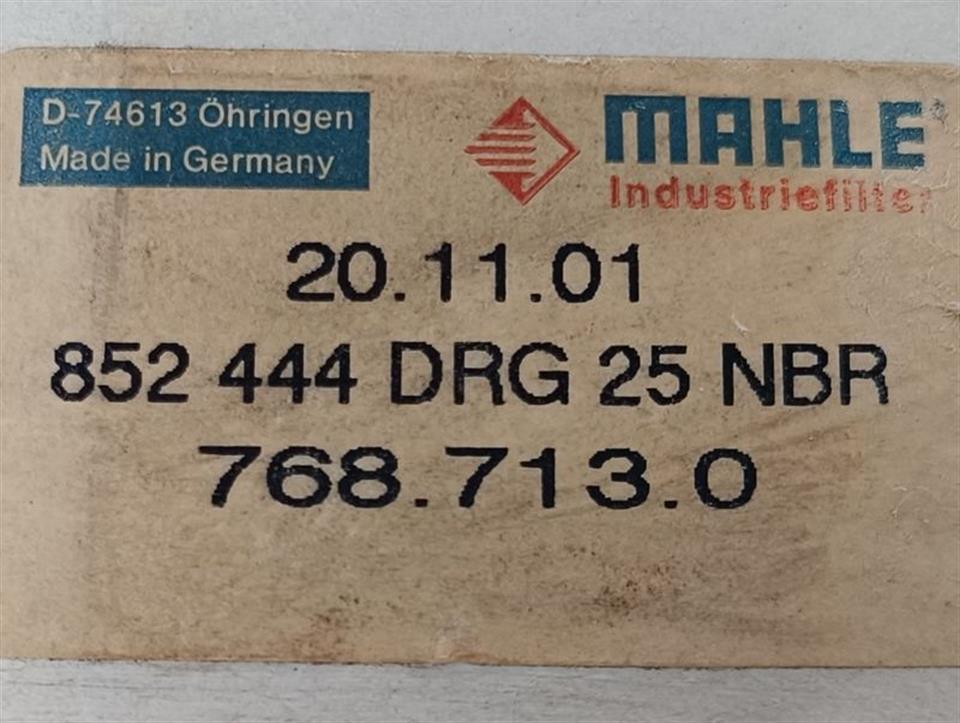 D-74613 Öhringen
Made in Germany
MAHLE
Industriefilter
20.11.01
852 444 DRG 25 NBR
768.713.0